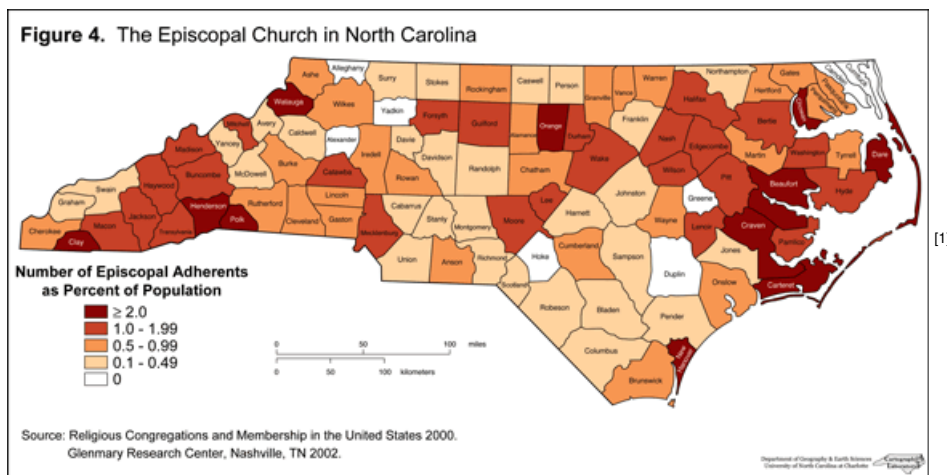 Figure 4. The Episcopal Church in North Carolina
Ashe
Alleghany
Surry
Stokes
Rockingham
Caswell
Person
Granville
Vance
Warren
Northampton
Gates
Camden
Currituck
Hertford
Pasquotank
Perquimans
Chowan
Watauga
Wilkes
Yadkin
Forsyth
Guilford
Alamance
Orange
Durham
Franklin
Halifax
Bertie
Mitchell
Avery
Caldwell
Alexander
Iredell
Davie
Davidson
Randolph
Chatham
Wake
Nash
Edgecombe
Martin
Washington
Tyrrell
Dare
Madison
Yancey
McDowell
Burke
Catawba
Rowan
Wilson
Pitt
Beaufort
Hyde
Swain
Haywood
Buncombe
Rutherford
Lincoln
Cabarrus
Stanly
Montgomery
Moore
Lee
Harnett
Johnston
Greene
Graham
Jackson
Henderson
Polk
Cleveland
Gaston
Mecklenburg
Wayne
Lenoir
Craven
Pamlico
Cherokee
Clay
Macon
Transylvania
Union
Anson
Richmond
Hoke
Cumberland
Sampson
Duplin
Jones
Carteret
Scotland
Onslow
Robeson
Bladen
Pender
Columbus
New Hanover
Brunswick
[1]
Number of Episcopal Adherents
as Percent of Population
≥ 2.0
1.0 - 1.99
0.5 - 0.99
0.1 - 0.49
0
0 50 100 miles
0 50 100 kilometers
Source: Religious Congregations and Membership in the United States 2000.
Glenmary Research Center, Nashville, TN 2002.
Department of Geography & Earth Sciences
University of North Carolina at Charlotte